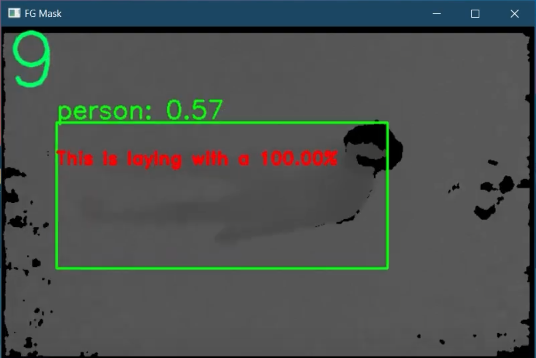 FG Mask
9
person: 0.57
This is laying with a 100.00%